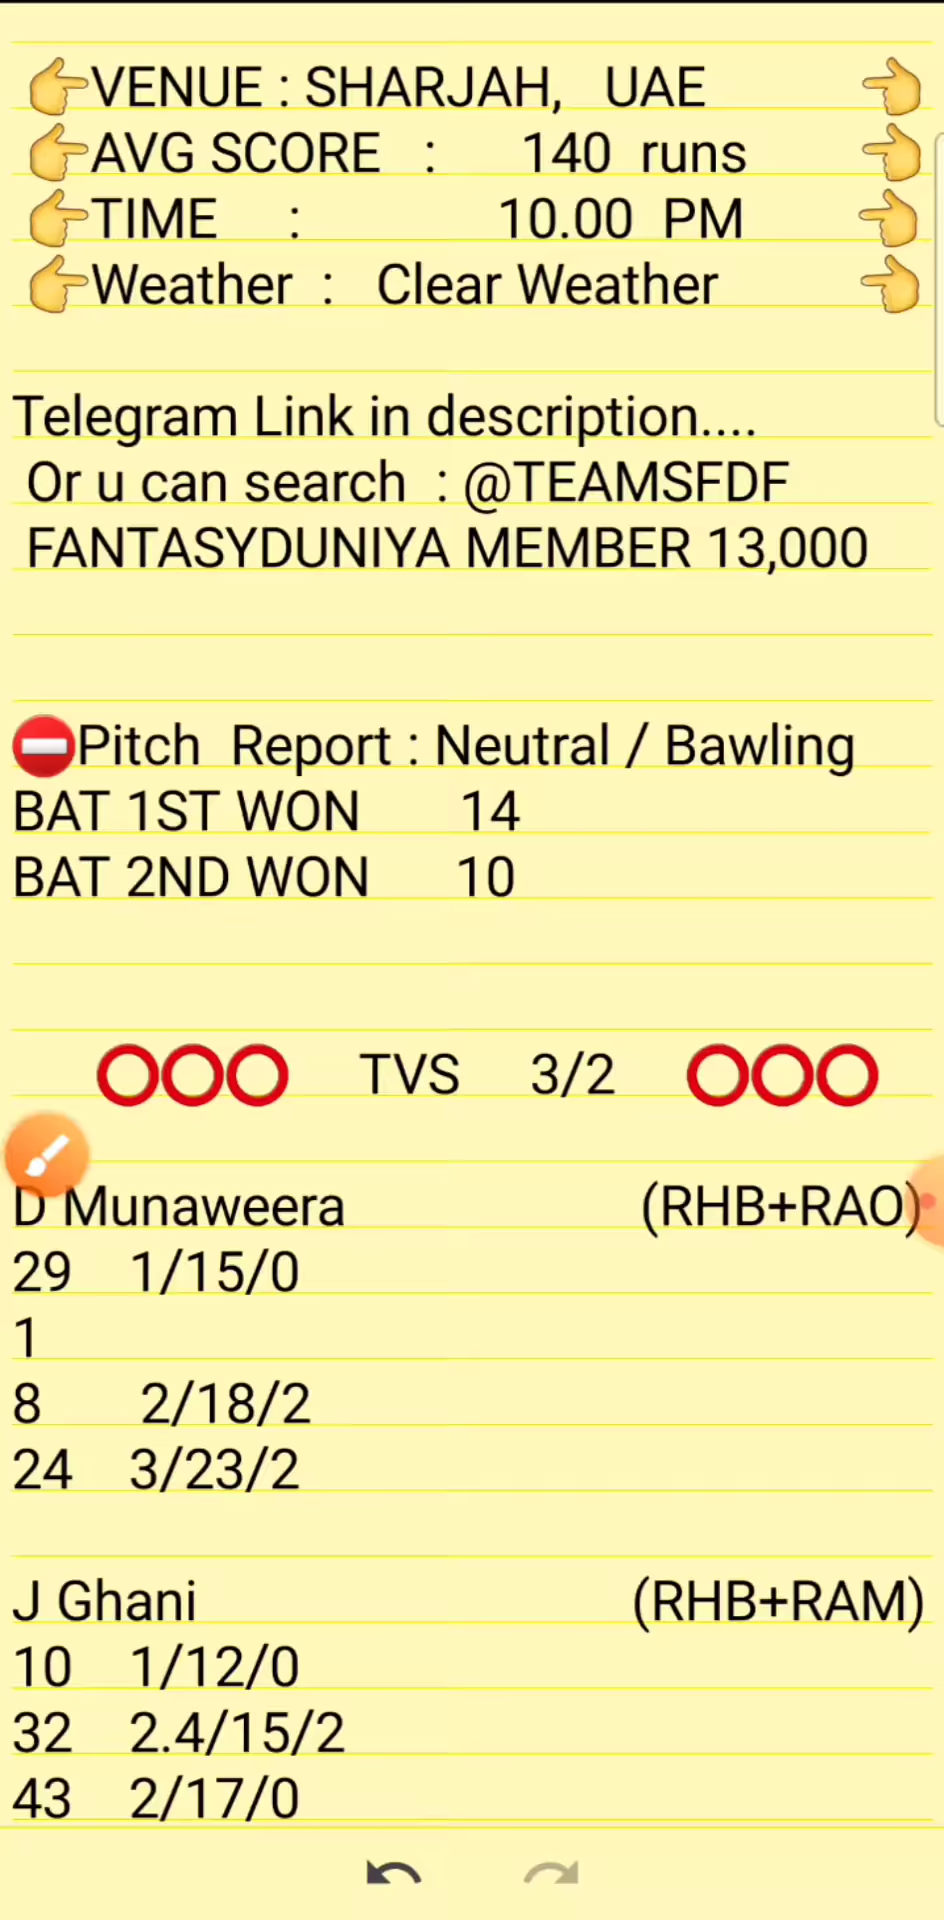 👉VENUE : SHARJAH, UAE 👈
👉AVG SCORE : 140 runs 👈
👉TIME : 10.00 PM 👈
👉Weather : Clear Weather 👈
Telegram Link in description....
Or u can search : @TEAMSFDF
FANTASYDUNIYA MEMBER 13,000
⛔Pitch Report : Neutral / Bawling
BAT 1ST WON 14
BAT 2ND WON 10
⭕⭕⭕ TVS 3/2 ⭕⭕⭕
D Munaweera (RHB+RAO)
29 1/15/0
1
8 2/18/2
24 3/23/2
J Ghani (RHB+RAM)
10 1/12/0
32 2.4/15/2
43 2/17/0